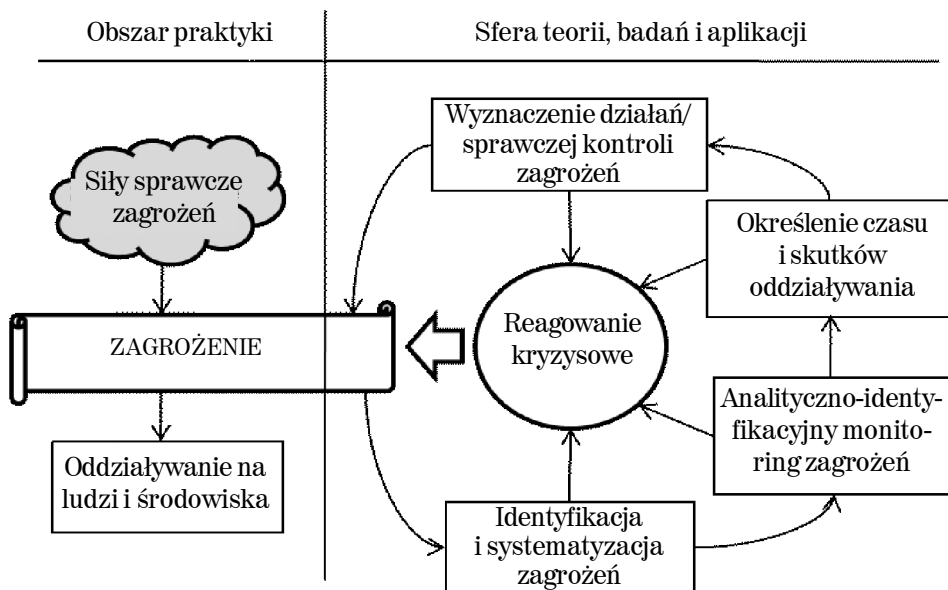 Obszar praktyki
Sfera teorii, badań i aplikacji
Wyznaczenie działań/
sprawczej kontroli
zagrożeń
Siły sprawcze
zagrożeń
Określenie czasu
i skutków
oddziaływania
ZAGROŻENIE
Reagowanie
kryzysowe
Analityczno-identy-
fikacyjny monito-
ring zagrożeń
Oddziaływanie na
ludzi i środowiska
Identyfikacja
i systematyzacja
zagrożeń